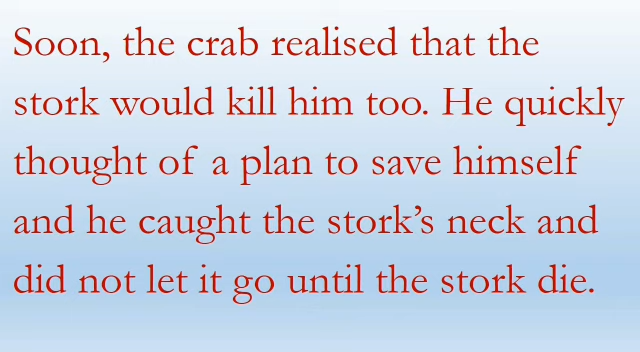 Soon, the crab realised that the
stork would kill him too. He quickly
thought of a plan to save himself
and he caught the stork’s neck and
did not let it go until the stork die.